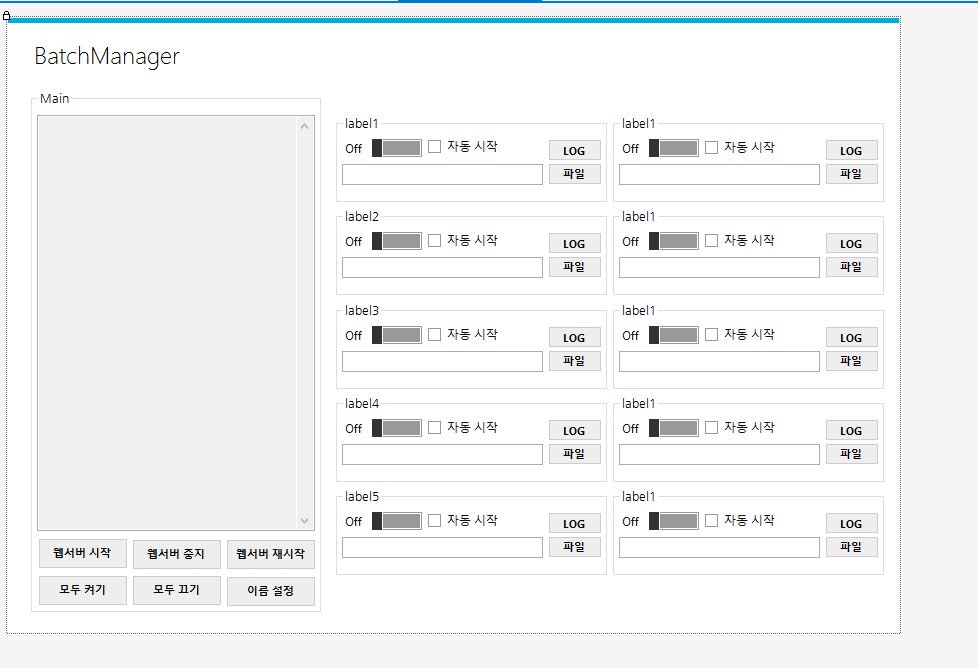 BatchManager
Main
label1
Off 자동 시작 LOG
파일
label1
Off 자동 시작 LOG
파일
label2
Off 자동 시작 LOG
파일
label1
Off 자동 시작 LOG
파일
label3
Off 자동 시작 LOG
파일
label1
Off 자동 시작 LOG
파일
label4
Off 자동 시작 LOG
파일
label1
Off 자동 시작 LOG
파일
label5
Off 자동 시작 LOG
파일
label1
Off 자동 시작 LOG
파일
웹서버 시작 웹서버 중지 웹서버 재시작
모두 켜기 모두 끄기 이름 설정